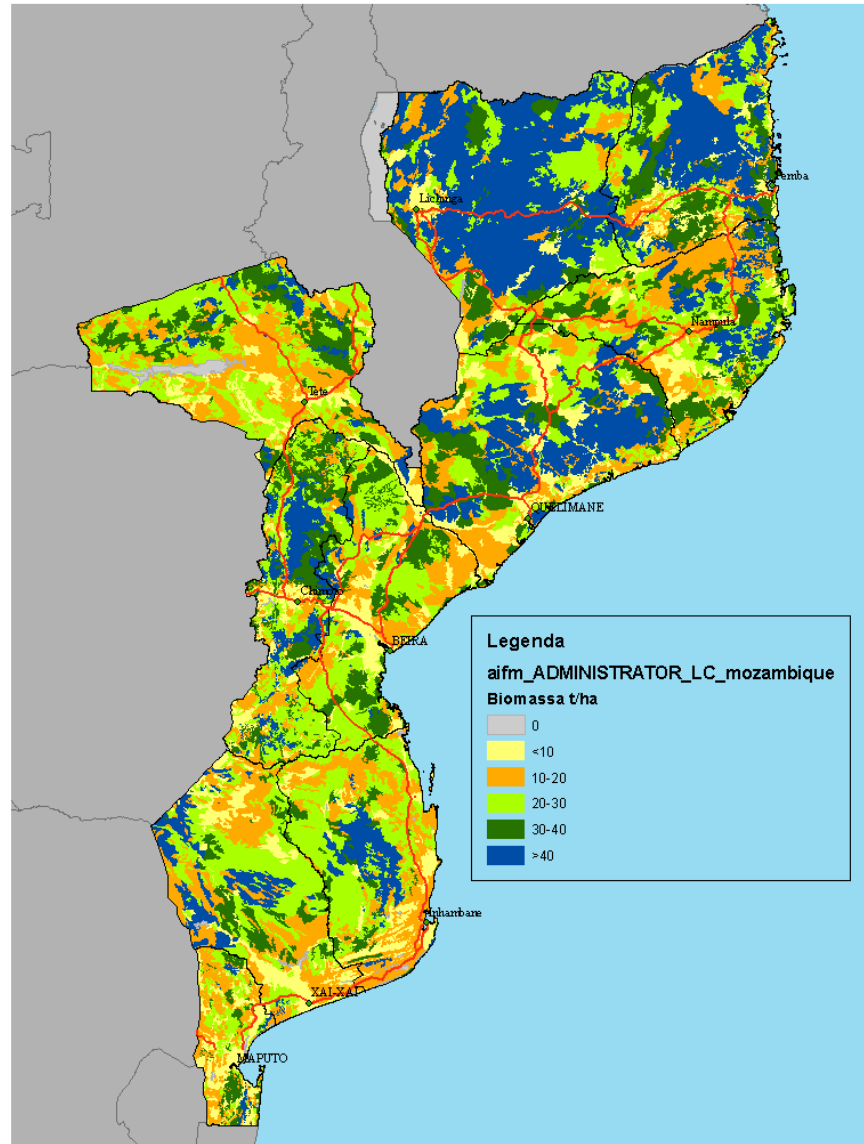 Pemba
Lichinga
Nampula
Tete
QUELIMANE
Chimoio
BEIRA
Legenda
aifm_ADMINISTRATOR_LC_mozambique
Biomassa t/ha
0
<10
10-20
20-30
30-40
>40
Inhambane
XAI-XAI
MAPUTO